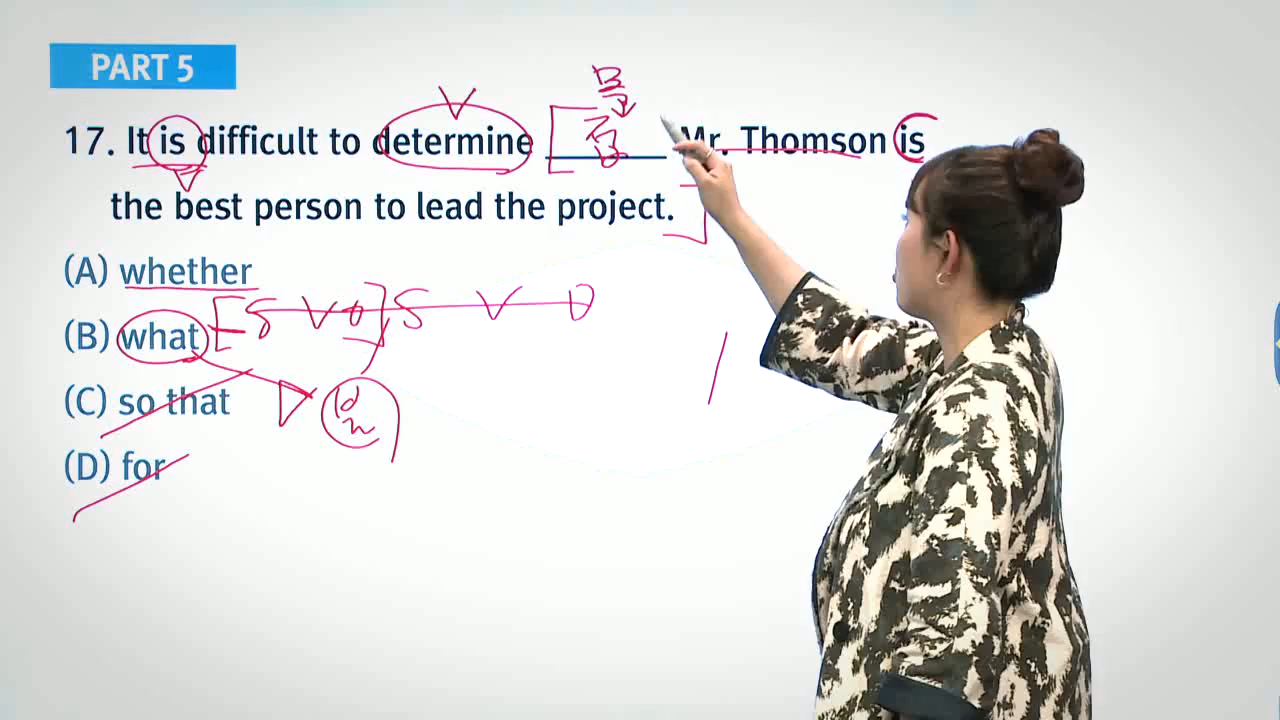 PART 5
17. It is difficult to determine ________ Mr. Thomson is
the best person to lead the project.
(A) whether
(B) what
S V O S V O
(C) so that
(D) for